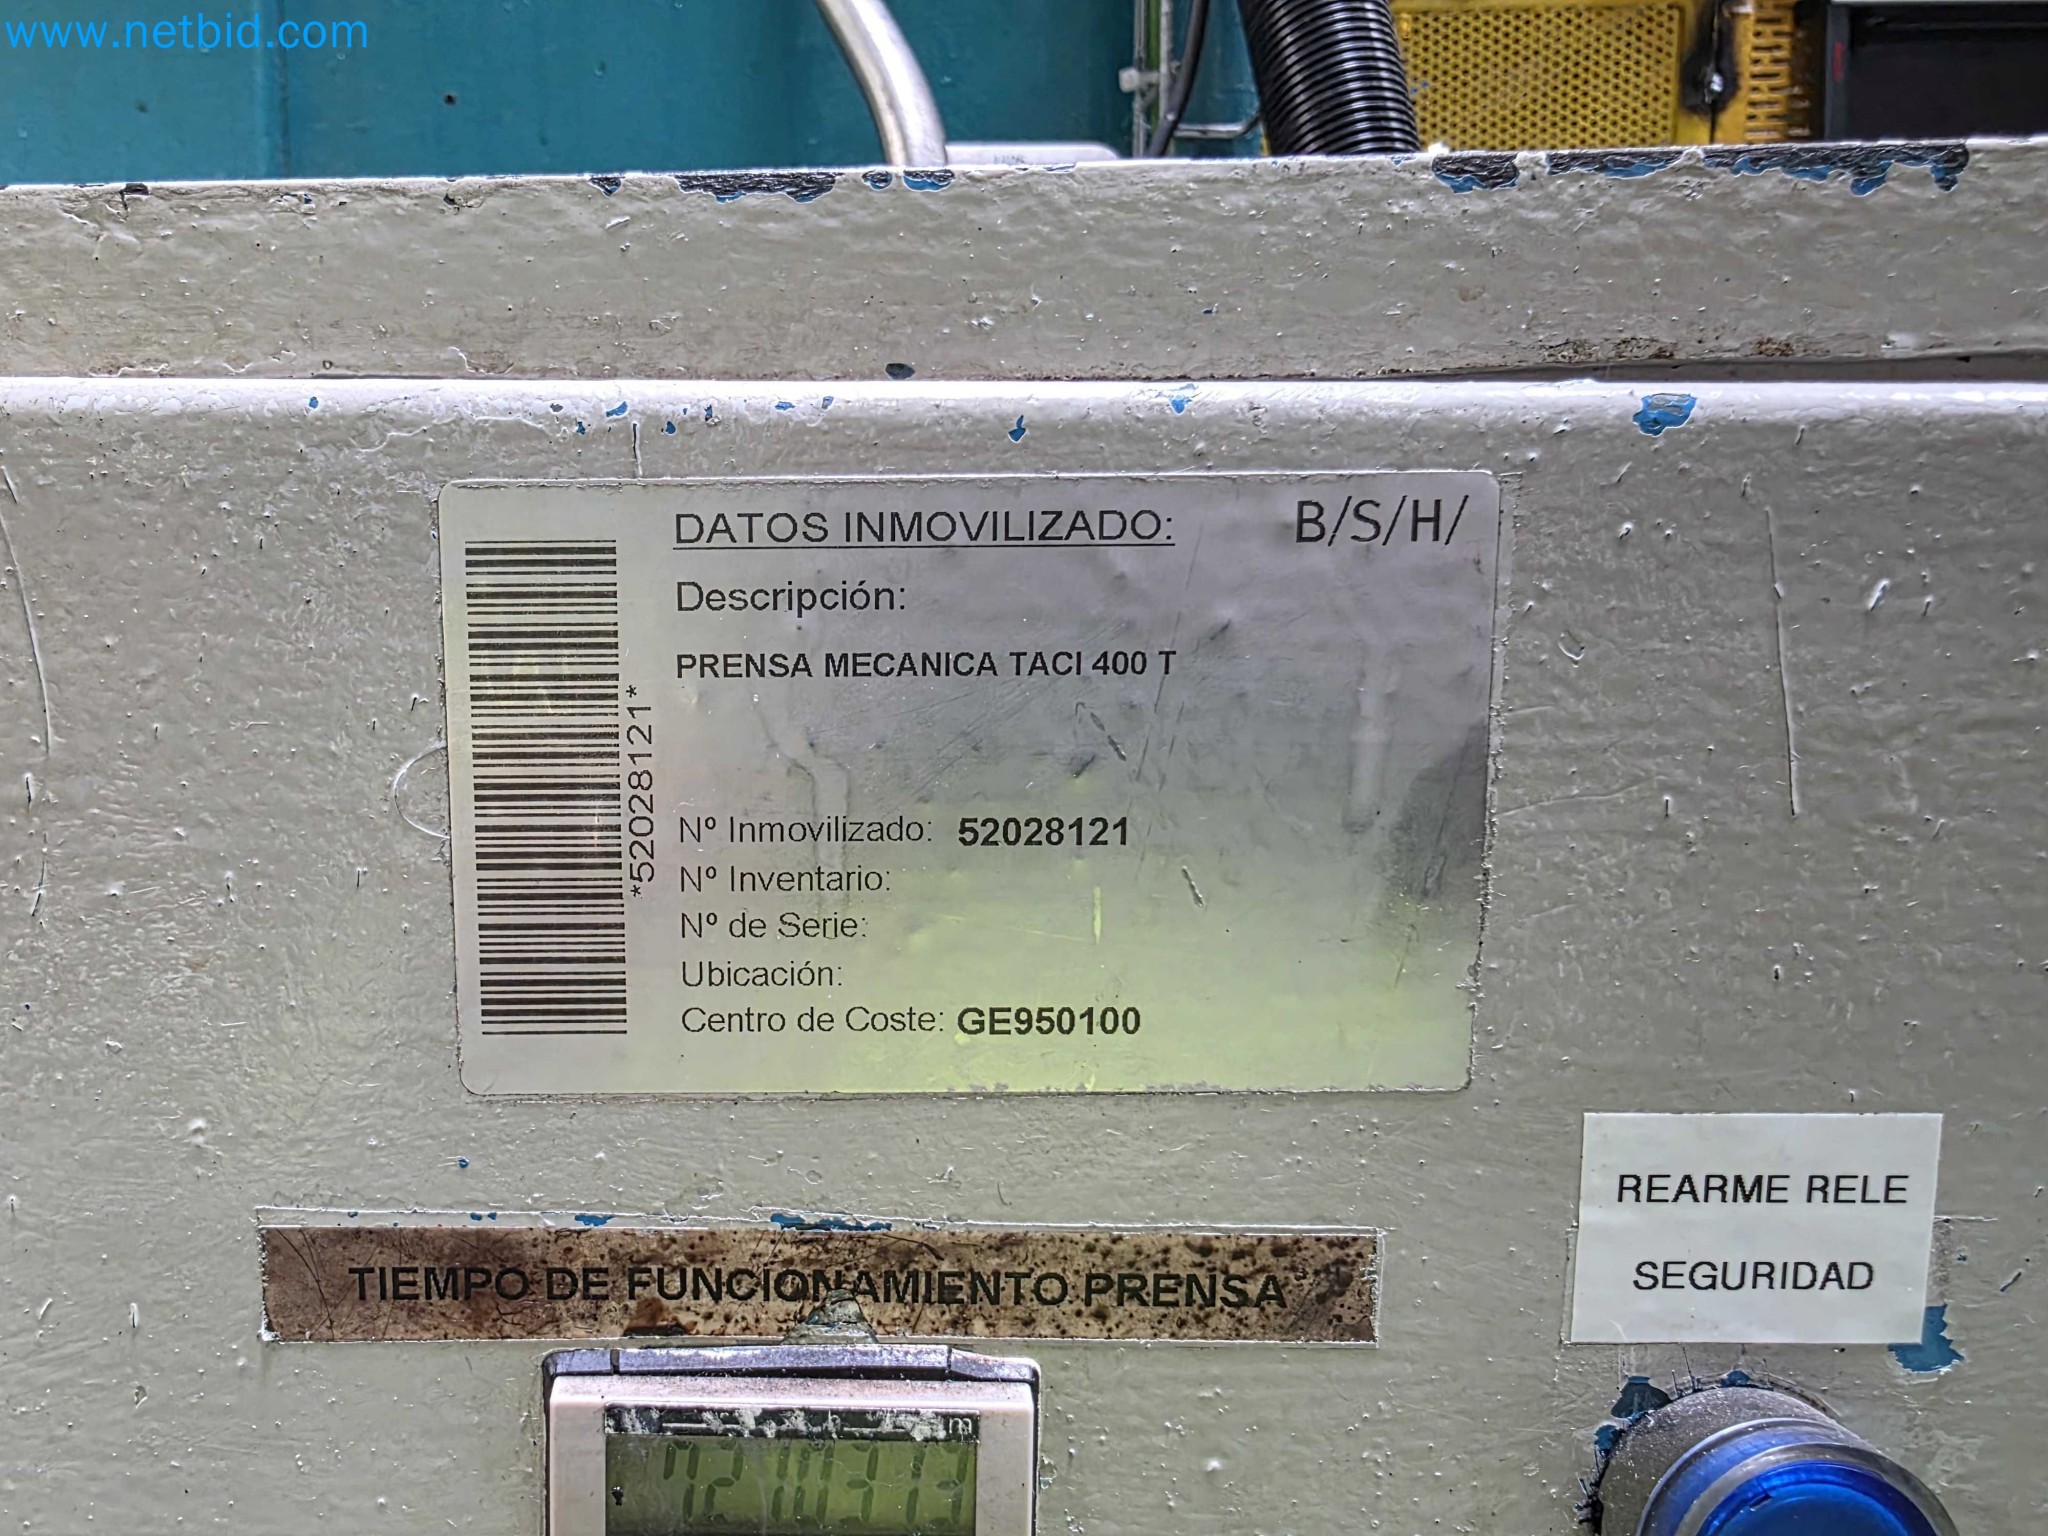 www.netbid.com
DATOS INMOVILIZADO:
B/S/H/
Descripción:
PRENSA MECANICA TACI 400 T
*52028121*
Nº Inmovilizado: 52028121
Nº Inventario:
Nº de Serie:
Ubicación:
Centro de Coste: GE950100
REARME RELE
SEGURIDAD
TIEMPO DE FUNCIONAMIENTO PRENSA
h m